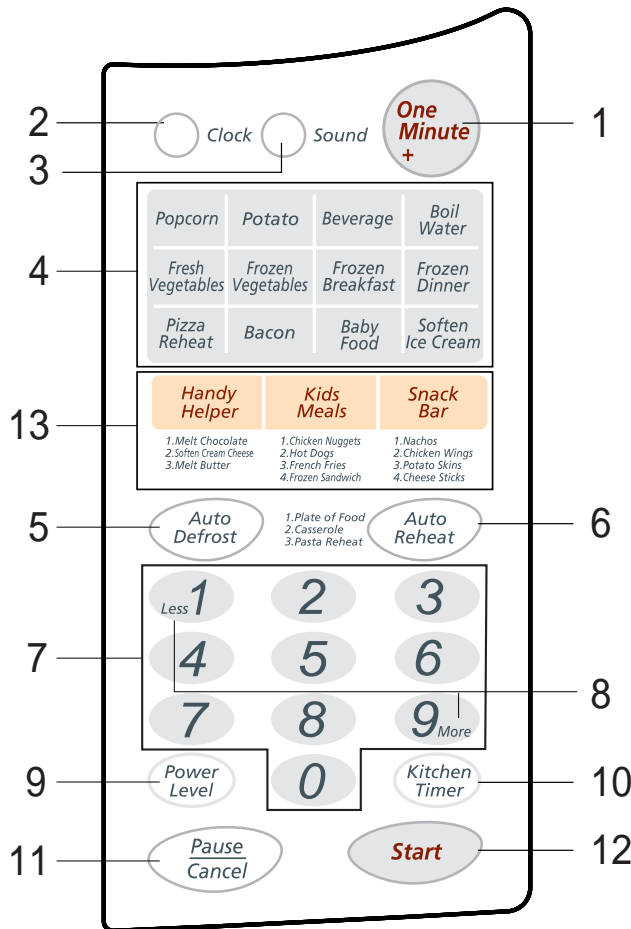 One
Minute
+
1
2
Clock
Sound
3
4
Popcorn
Potato
Beverage
Boil
Water
Fresh
Vegetables
Frozen
Vegetables
Frozen
Breakfast
Frozen
Dinner
Pizza
Reheat
Bacon
Baby
Food
Soften
Ice Cream
13
Handy
Helper
Kids
Meals
Snack
Bar
1.Melt Chocolate
2.Soften Cream Cheese
3.Melt Butter
1.Chicken Nuggets
2.Hot Dogs
3.French Fries
4.Frozen Sandwich
1.Nachos
2.Chicken Wings
3.Potato Skins
4.Cheese Sticks
5
Auto
Defrost
1.Plate of Food
2.Casserole
3.Pasta Reheat
Auto
Reheat
6
7
Less 1
2
3
4
5
6
8
7
8
9 More
9
Power
Level
0
Kitchen
Timer
10
11
Pause
Cancel
Start
12